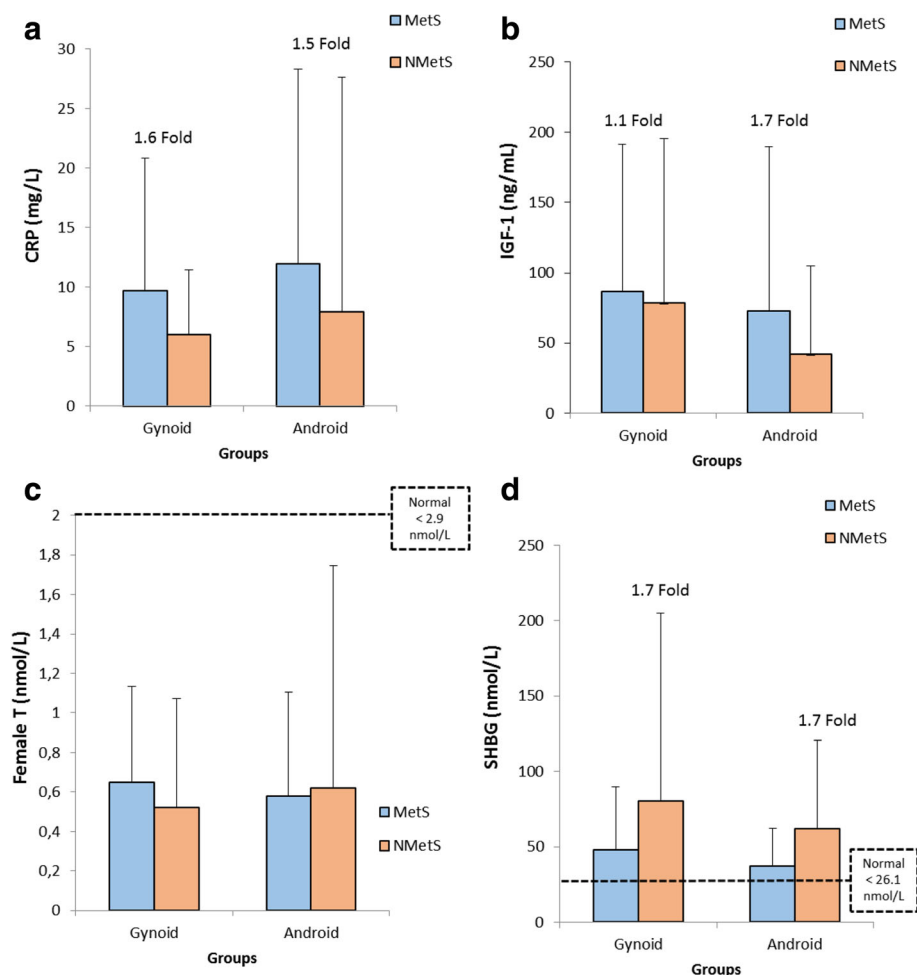 a
MetS
NMetS
1.5 Fold
1.6 Fold
CRP (mg/L)
30
25
20
15
10
5
0
Gynoid
Android
Groups
b
MetS
NMetS
1.1 Fold
1.7 Fold
IGF-1 (ng/mL)
250
200
150
100
50
0
Gynoid
Android
Groups
c
Normal
< 2.9
nmol/L
Female T (nmol/L)
2
1,8
1,6
1,4
1,2
1
0,8
0,6
0,4
0,2
0
MetS
NMetS
Gynoid
Android
Groups
d
MetS
NMetS
1.7 Fold
1.7 Fold
SHBG (nmol/L)
250
200
150
100
50
0
Normal
< 26.1
nmol/L
Gynoid
Android
Groups